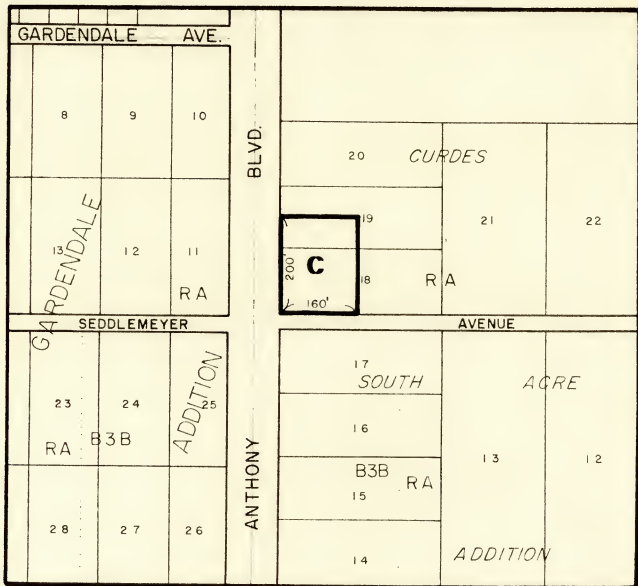 GARDENDALE AVE.
8 9 10
ANTHONY BLVD.
20 CURDES
19
21 22
13 12 11
GARDENDALE
RA
200' C 18 RA
160'
SEDDLEMEYER AVENUE
17
SOUTH ACRE
23 24 25
ADDITION
RA B3B
16
13 12
B3B RA
15
28 27 26
14 ADDITION